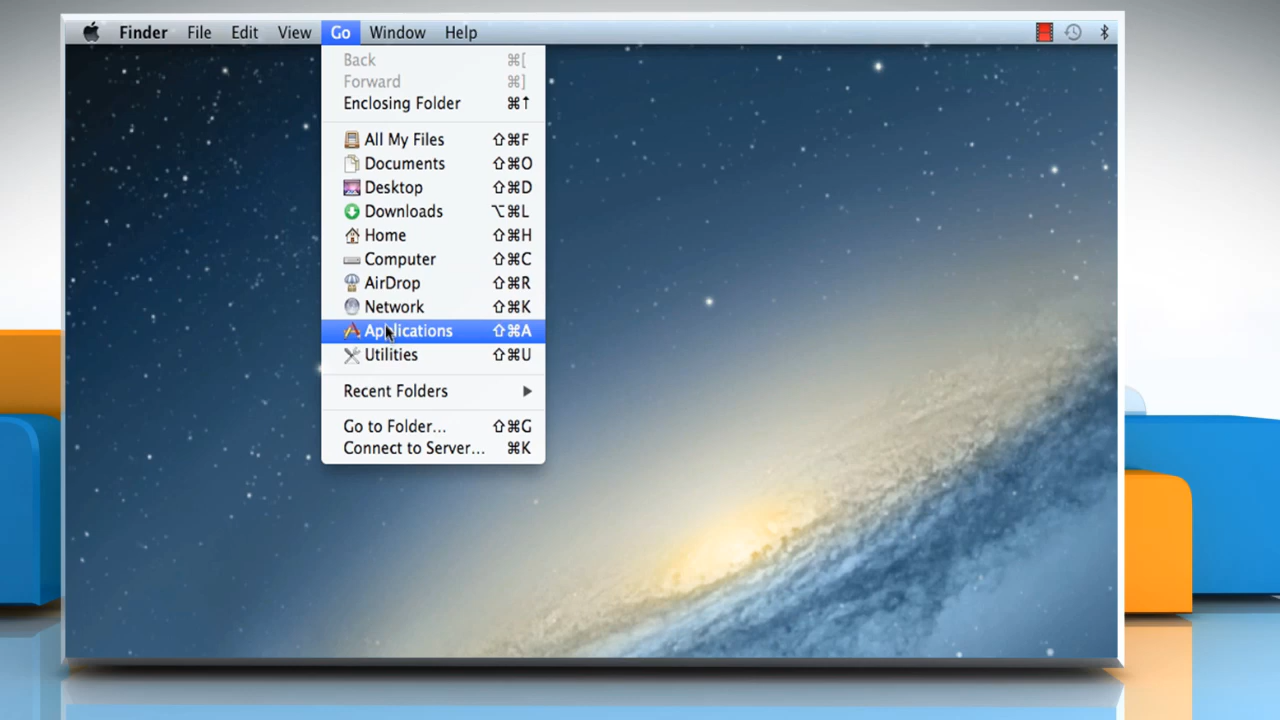 Finder File Edit View Go Window Help
Back ⌘[
Forward ⌘]
Enclosing Folder ⌘↑
All My Files ⇧⌘F
Documents ⇧⌘O
Desktop ⇧⌘D
Downloads ⌥⌘L
Home ⇧⌘H
Computer ⇧⌘C
AirDrop ⇧⌘R
Network ⇧⌘K
Applications ⇧⌘A
Utilities ⇧⌘U
Recent Folders ▶
Go to Folder... ⇧⌘G
Connect to Server... ⌘K